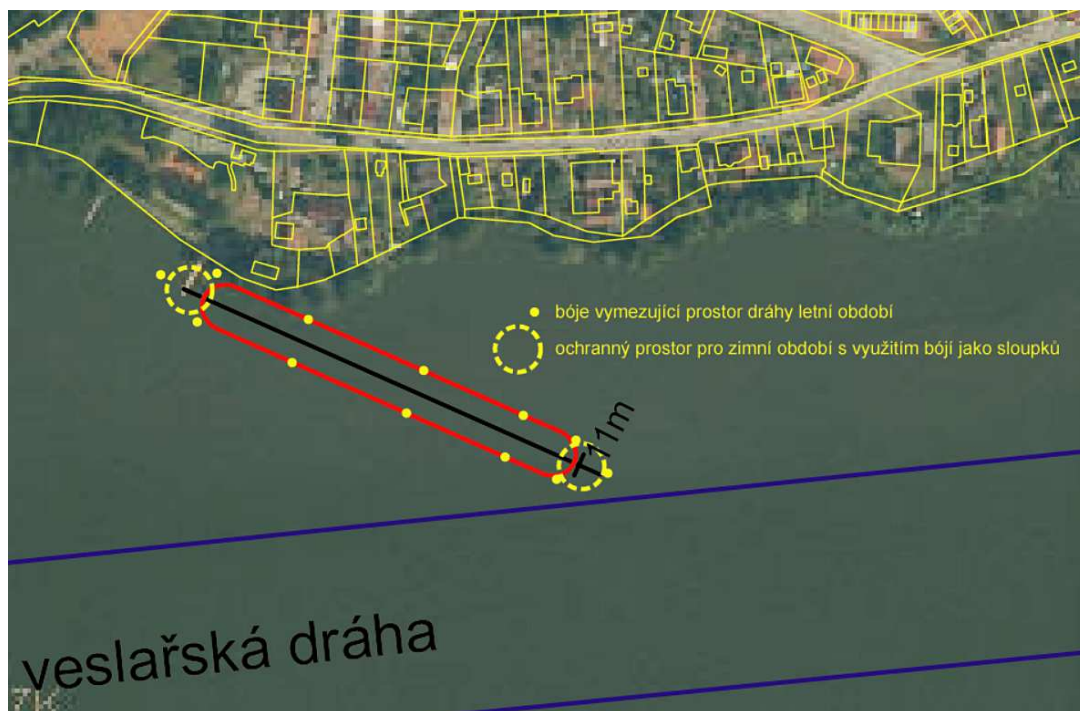 bóje vymezující prostor dráhy letní období
ochranný prostor pro zimní období s využitím bójí jako sloupků
11m
veslařská dráha